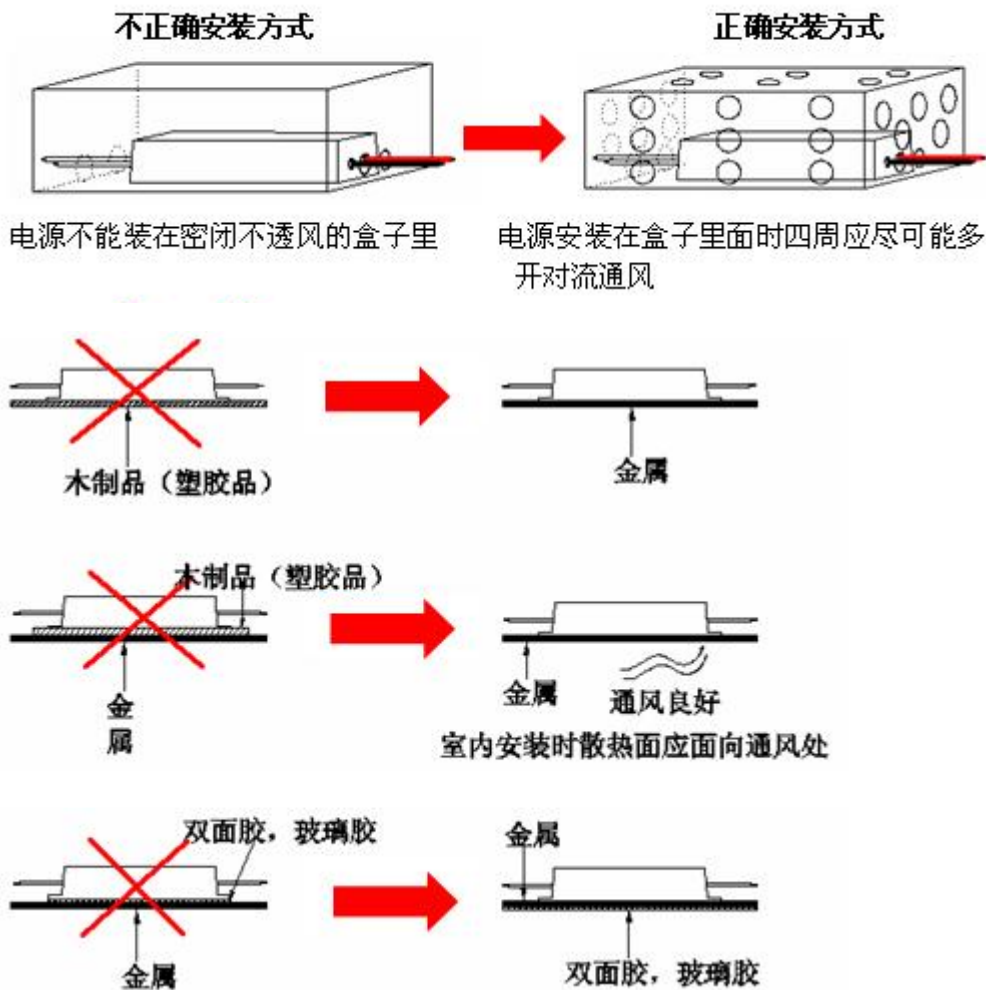 不正确安装方式
正确安装方式
电源不能装在密闭不透风的盒子里
电源安装在盒子里面时四周应尽可能多
开对流通风
木制品（塑胶品）
金属
木制品（塑胶品）
金
属
金属
通风良好
室内安装时散热面应面向通风处
双面胶，玻璃胶
金属
金属
双面胶，玻璃胶